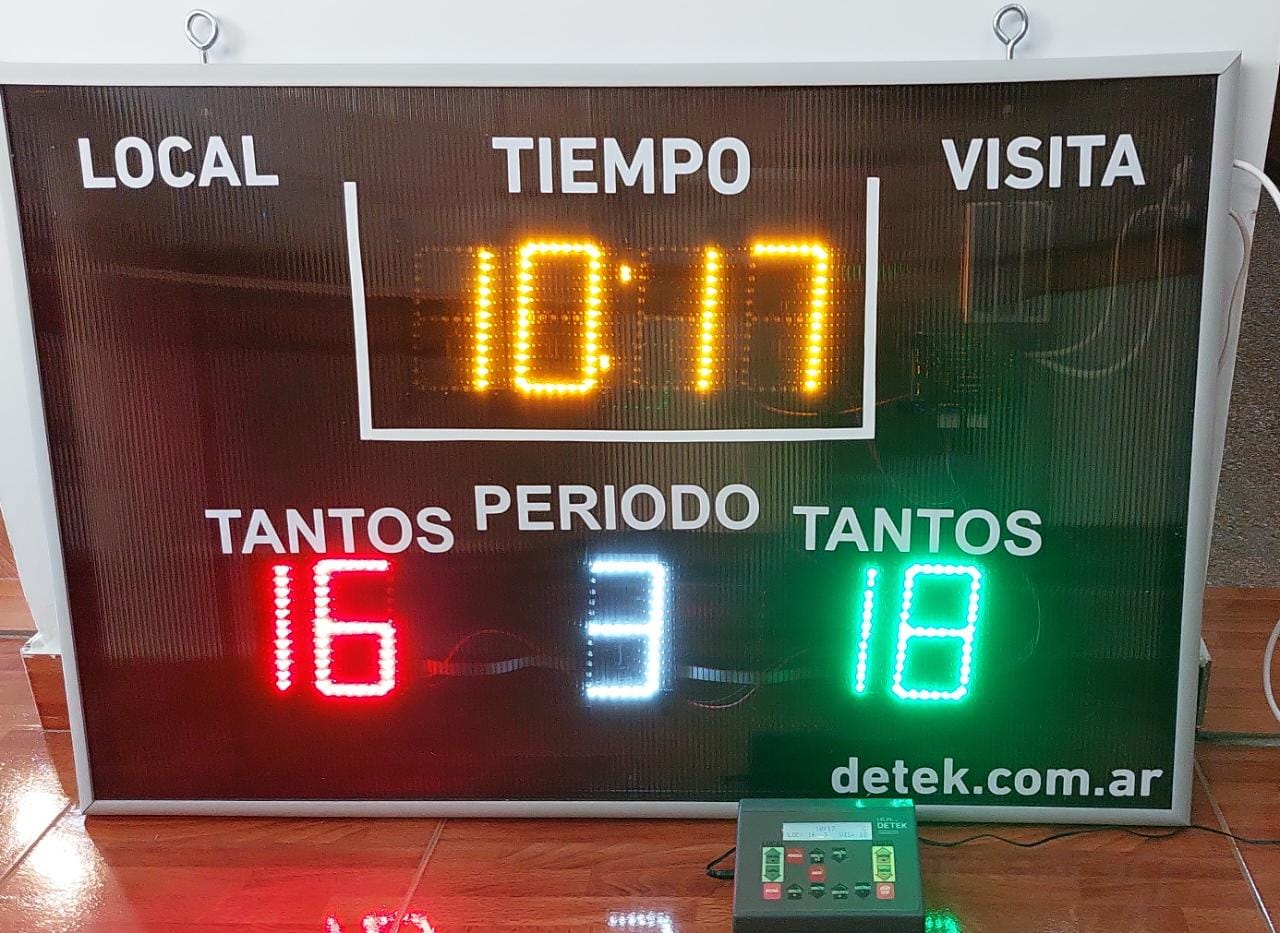 LOCAL TIEMPO VISITA
10:17
TANTOS PERIODO TANTOS
16 3 18
detek.com.ar
DETEK
10:17